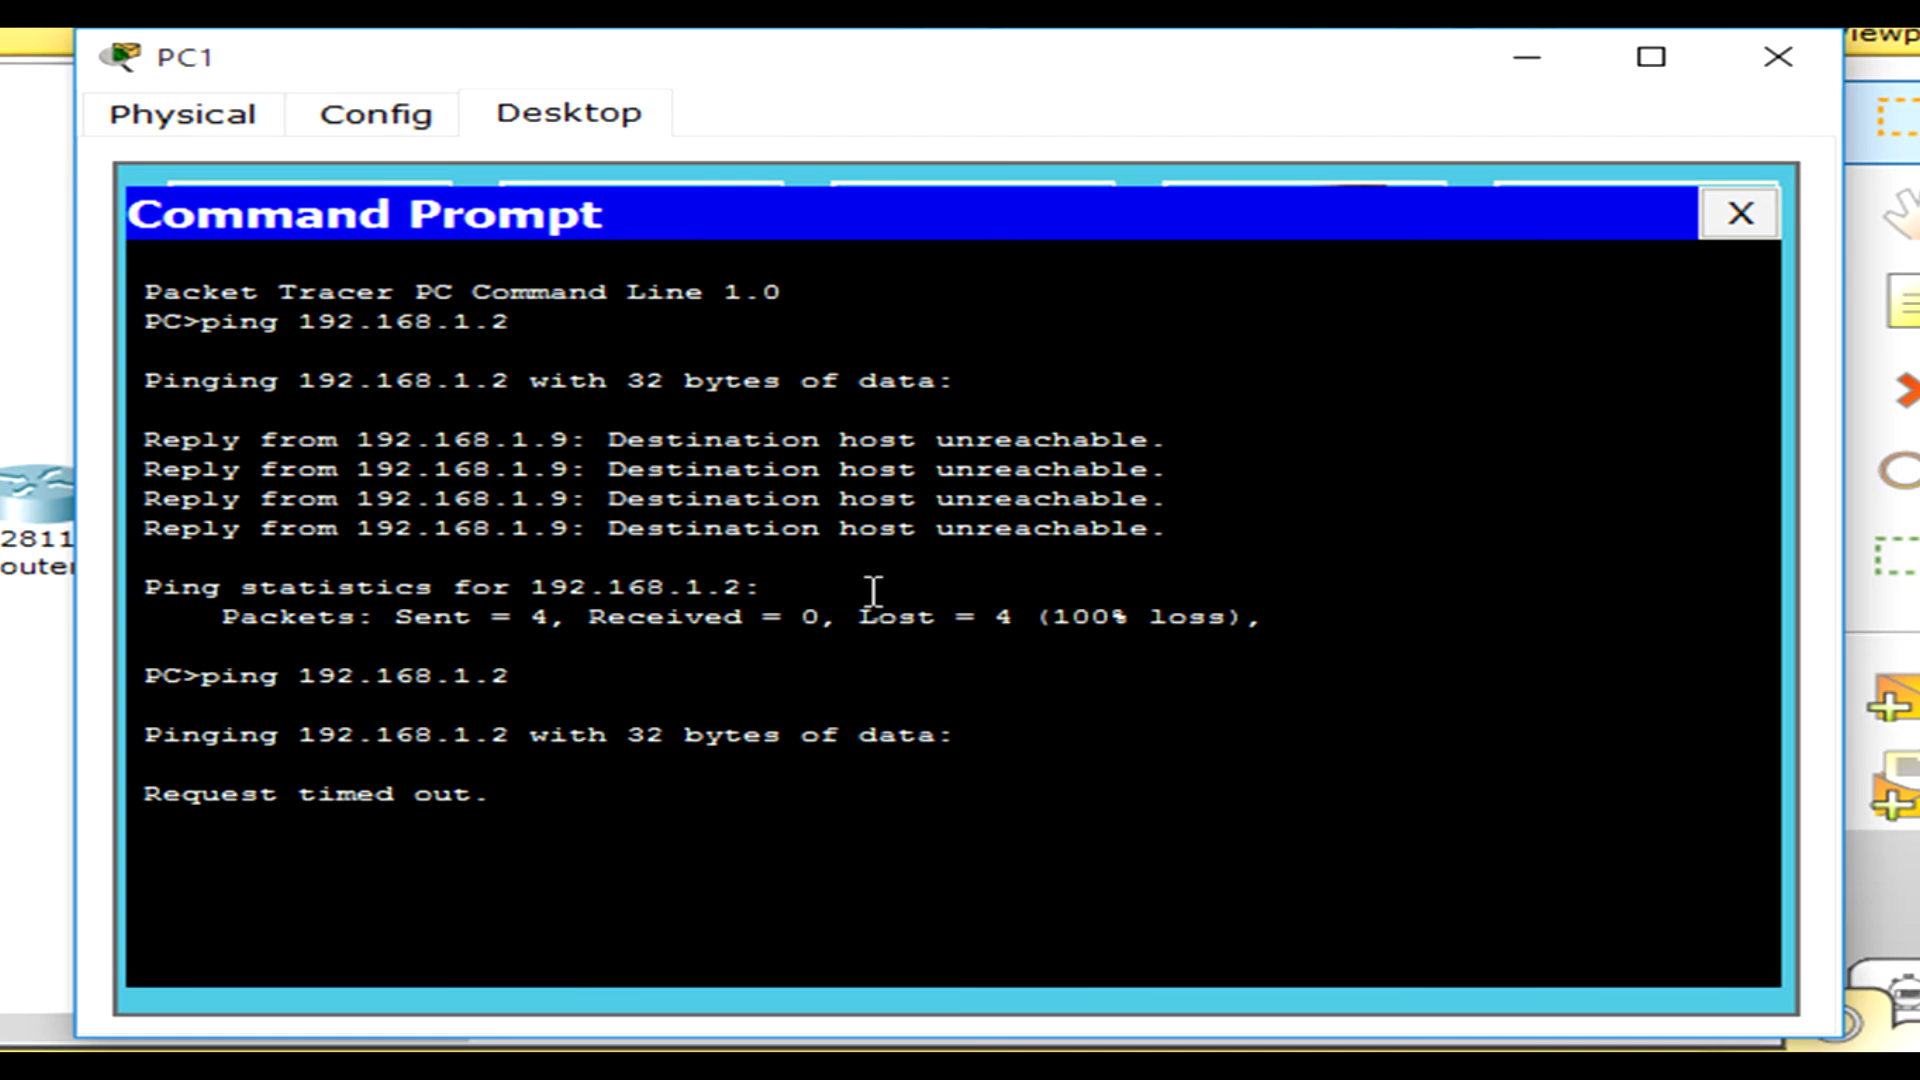 iewp
PC1
Physical Config Desktop
Command Prompt X
Packet Tracer PC Command Line 1.0
PC>ping 192.168.1.2
Pinging 192.168.1.2 with 32 bytes of data:
Reply from 192.168.1.9: Destination host unreachable.
Reply from 192.168.1.9: Destination host unreachable.
Reply from 192.168.1.9: Destination host unreachable.
Reply from 192.168.1.9: Destination host unreachable.
Ping statistics for 192.168.1.2:
Packets: Sent = 4, Received = 0, Lost = 4 (100% loss),
PC>ping 192.168.1.2
Pinging 192.168.1.2 with 32 bytes of data:
Request timed out.
2811
outer